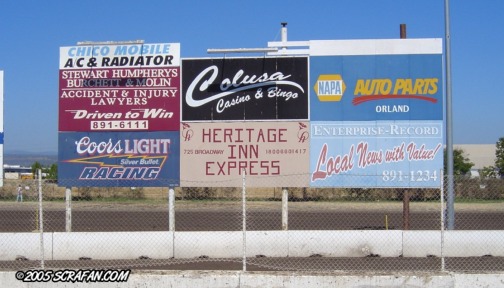 CHICO MOBILE
A C & RADIATOR
STEWART HUMPHERYS
BURCHETT & MOLIN
ACCIDENT & INJURY
LAWYERS
Driven to Win
891-6111
Coors LIGHT
Silver Bullet
RACING
Colusa
Casino & Bingo
HERITAGE
INN
EXPRESS
725 BROADWAY
NAPA
AUTO PARTS
ORLAND
ENTERPRISE-RECORD
Local News with Value!
891-1234
©2005 SCRAFAN.COM